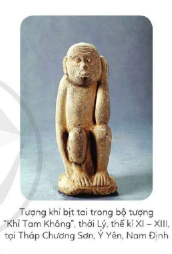 Tượng khỉ bịt tai trong bộ tượng
"Khỉ Tam Không", thời Lý, thế kỉ XI – XIII,
tại Tháp Chương Sơn, Ý Yên, Nam Định